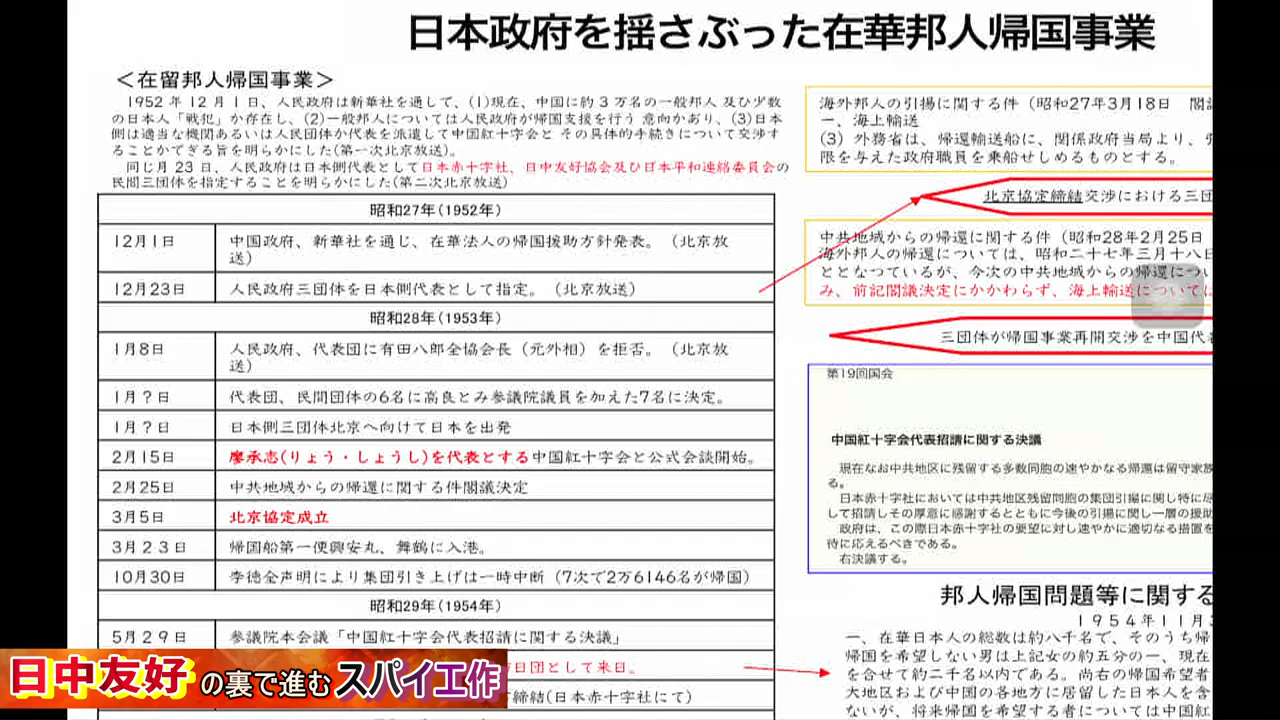 日本政府を揺さぶった在華邦人帰国事業
＜在留邦人帰国事業＞
1952 年 12 月 1 日、人民政府は新華社を通して、(1)現在、中国に約 3 万名の一般邦人 及び少数
の日本人「戦犯」か存在し、(2)一般邦人については人民政府が帰国支援を行う 意向かあり、(3)日本
側は適当な機関あるいは人民団体か代表を派遣して中国紅十字会と その具体的手続きについて交渉す
ることかてきる旨を明らかにした(第一次北京放送)。
同じ月 23 日、人民政府は日本側代表として日本赤十字社、日中友好協会及び日本平和連絡委員会の
民間三団体を指定することを明らかにした(第二次北京放送)
昭和27年(1952年)
12月1日 中国政府、新華社を通じ、在華法人の帰国援助方針発表。（北京放
送）
12月23日 人民政府三団体を日本側代表として指定。（北京放送）
昭和28年(1953年)
1月8日 人民政府、代表団に有田八郎全協会長（元外相）を拒否。（北京放
送）
1月？日 代表団、民間団体の6名に高良とみ参議院議員を加えた7名に決定。
1月？日 日本側三団体北京へ向けて日本を出発
2月15日 廖承志(りょう・しょうし)を代表とする中国紅十字会と公式会談開始。
2月25日 中共地域からの帰還に関する件閣議決定
3月5日 北京協定成立
3月２３日 帰国船第一便興安丸、舞鶴に入港。
10月30日 李徳全声明により集団引き上げは一時中断（7次で2万6146名が帰国）
昭和29年(1954年)
5月２９日 参議院本会議「中国紅十字会代表招請に関する決議」
日団として来日。
締結(日本赤十字社にて)
海外邦人の引揚に関する件（昭和27年3月18日 閣
一、海上輸送
(3) 外務省は、帰還輸送船に、関係政府当局より、
限を与えた政府職員を乗船せしめるものとする。
北京協定締結交渉における三団
中共地域からの帰還に関する件（昭和28年2月25日
海外邦人の帰還については、昭和二十七年三月十八日
ととなつているが、今次の中共地域からの帰還につい
み、前記閣議決定にかかわらず、海上輸送については
三団体が帰国事業再開交渉を中国代
第19回国会
中国紅十字会代表招請に関する決議
現在なお中共地区に残留する多数同胞の速やかなる帰還は留守家族
る。
日本赤十字社においては中共地区残留同胞の集団引揚に関し特に尽
して招請しその厚意に感謝するとともに今後の引揚に関し一層の援助
政府は、この際日本赤十字社の要望に対し速やかに適切なる措置を
待に応えるべきである。
右決議する。
邦人帰国問題等に関する
１９５４年１１月３
一、在華日本人の総数は約八千名で、そのうち帰
帰国を希望しない男は上記女の約五分の一、現在
を合せて約二千名以内である。尚右の帰国希望者
大地区および中国の各地方に居留した日本人を含
ないが、将来帰国を希望する者については中国紅
日中友好の裏で進むスパイ工作